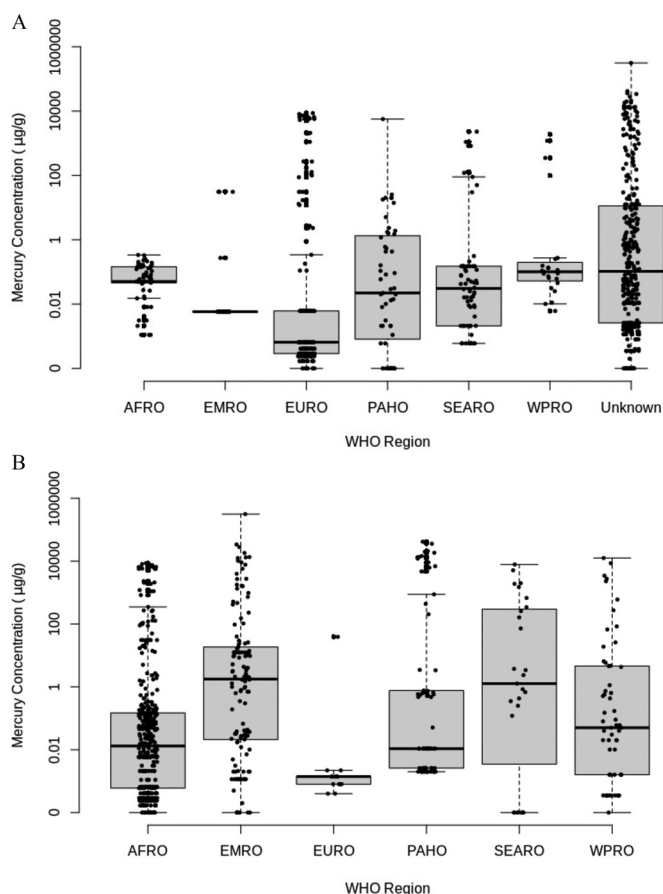 A
Mercury Concentration ( µg/g)
1000000
10000
100
1
0.01
0
AFRO EMRO EURO PAHO SEARO WPRO Unknown
WHO Region
B
Mercury Concentration ( µg/g)
1000000
10000
100
1
0.01
0
AFRO EMRO EURO PAHO SEARO WPRO
WHO Region